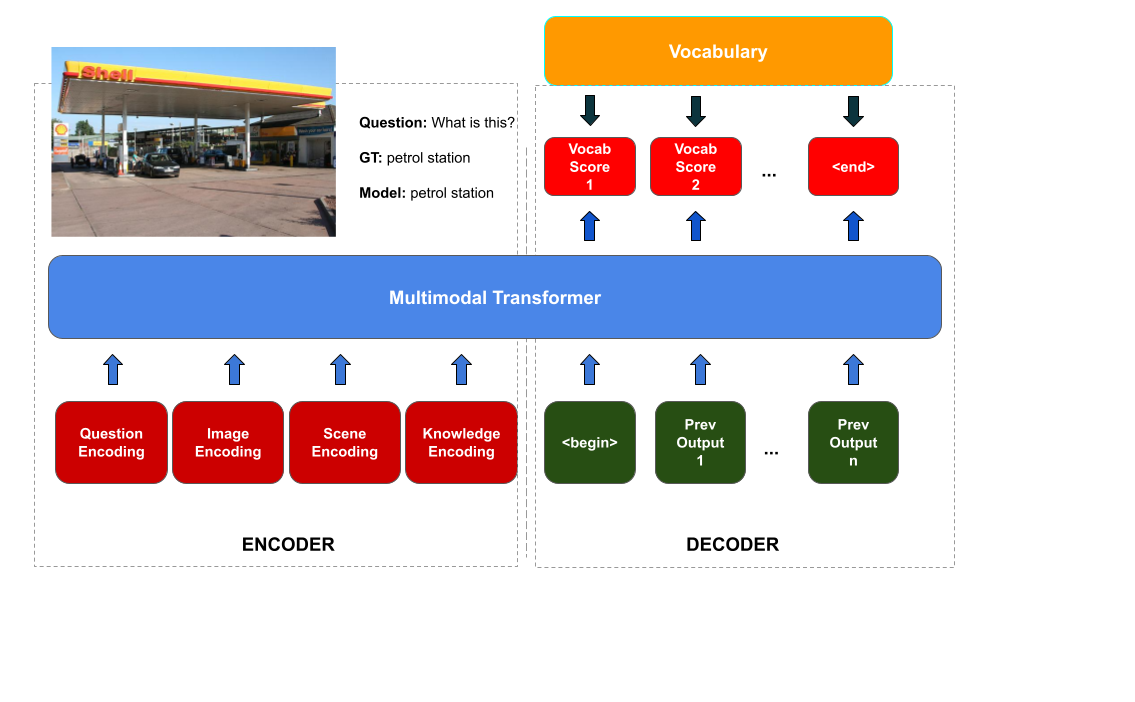 Vocabulary
Shell
Question: What is this?
GT: petrol station
Model: petrol station
Vocab
Score
1
Vocab
Score
2
...
<end>
Multimodal Transformer
Question
Encoding
Image
Encoding
Scene
Encoding
Knowledge
Encoding
<begin>
Prev
Output
1
...
Prev
Output
n
ENCODER
DECODER